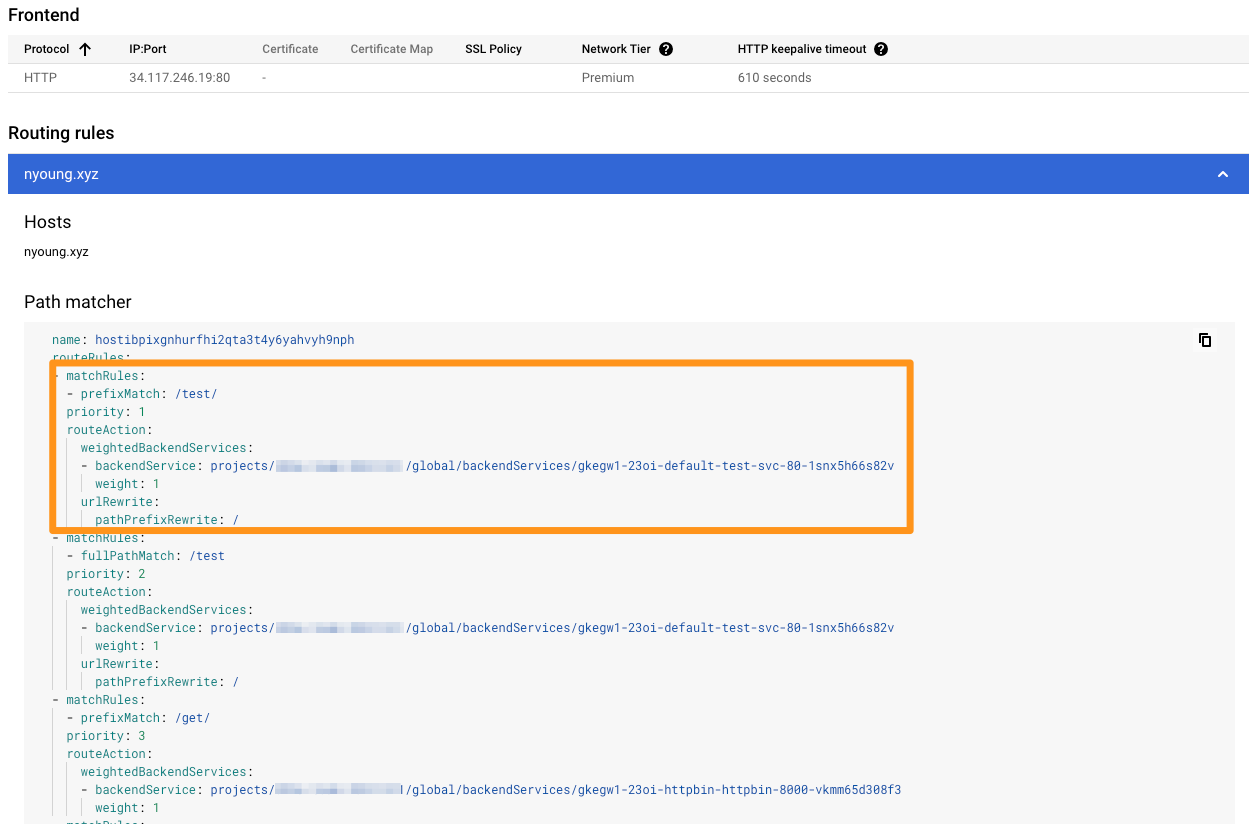 Frontend
Protocol IP:Port Certificate Certificate Map SSL Policy Network Tier HTTP keepalive timeout
HTTP 34.117.246.19:80 - Premium 610 seconds
Routing rules
nyoung.xyz
Hosts
nyoung.xyz
Path matcher
name: hostibpixgnhurfhi2qta3t4y6yahvyh9nph
routeRules:
- matchRules:
- prefixMatch: /test/
priority: 1
routeAction:
weightedBackendServices:
- backendService: projects/ /global/backendServices/gkegw1-23oi-default-test-svc-80-1snx5h66s82v
weight: 1
urlRewrite:
pathPrefixRewrite: /
- matchRules:
- fullPathMatch: /test
priority: 2
routeAction:
weightedBackendServices:
- backendService: projects/ /global/backendServices/gkegw1-23oi-default-test-svc-80-1snx5h66s82v
weight: 1
urlRewrite:
pathPrefixRewrite: /
- matchRules:
- prefixMatch: /get/
priority: 3
routeAction:
weightedBackendServices:
- backendService: projects/ /global/backendServices/gkegw1-23oi-httpbin-httpbin-8000-vkmm65d308f3
weight: 1